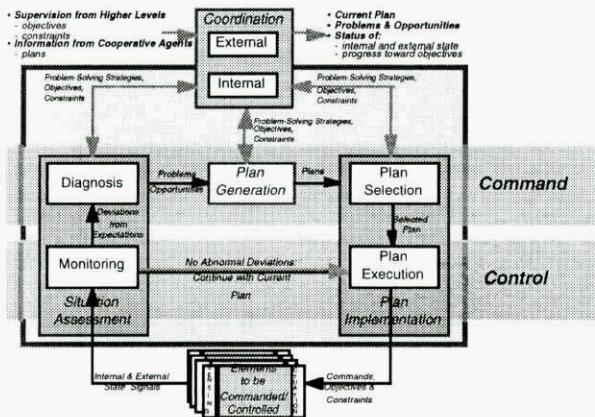 • Supervision from Higher Levels
- objectives
- constraints
• Information from Cooperative Agents
- plans
Coordination
External
Internal
• Current Plan
• Problems & Opportunities
• Status of:
- internal and external state
- progress toward objectives
Problem-Solving Strategies,
Objectives,
Constraints
Problem-Solving Strategies,
Objectives,
Constraints
Problem-Solving Strategies,
Objectives,
Constraints
Diagnosis
Problems
Opportunities
Plan
Generation
Plans
Plan
Selection
Command
Deviations
from
Expectations
Selected
Plan
Monitoring
No Abnormal Deviations:
Continue with Current
Plan
Plan
Execution
Control
Situation
Assessment
Plan
Implementation
Internal & External
State Signals
Elements
to be
Commanded/
Controlled
Commands,
Objectives &
Constraints